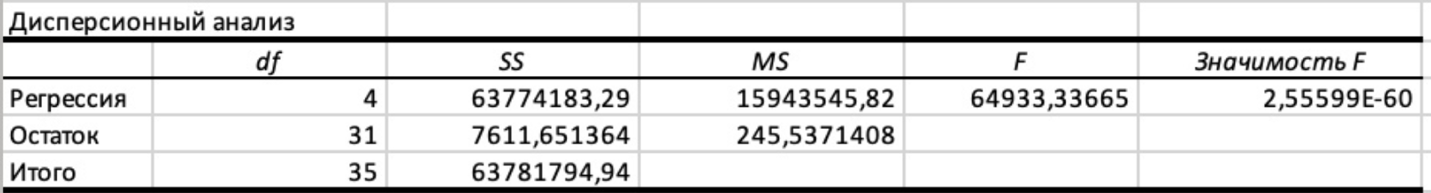 Дисперсионный анализ
df SS MS F Значимость F
Регрессия 4 63774183,29 15943545,82 64933,33665 2,55599E-60
Остаток 31 7611,651364 245,5371408
Итого 35 63781794,94